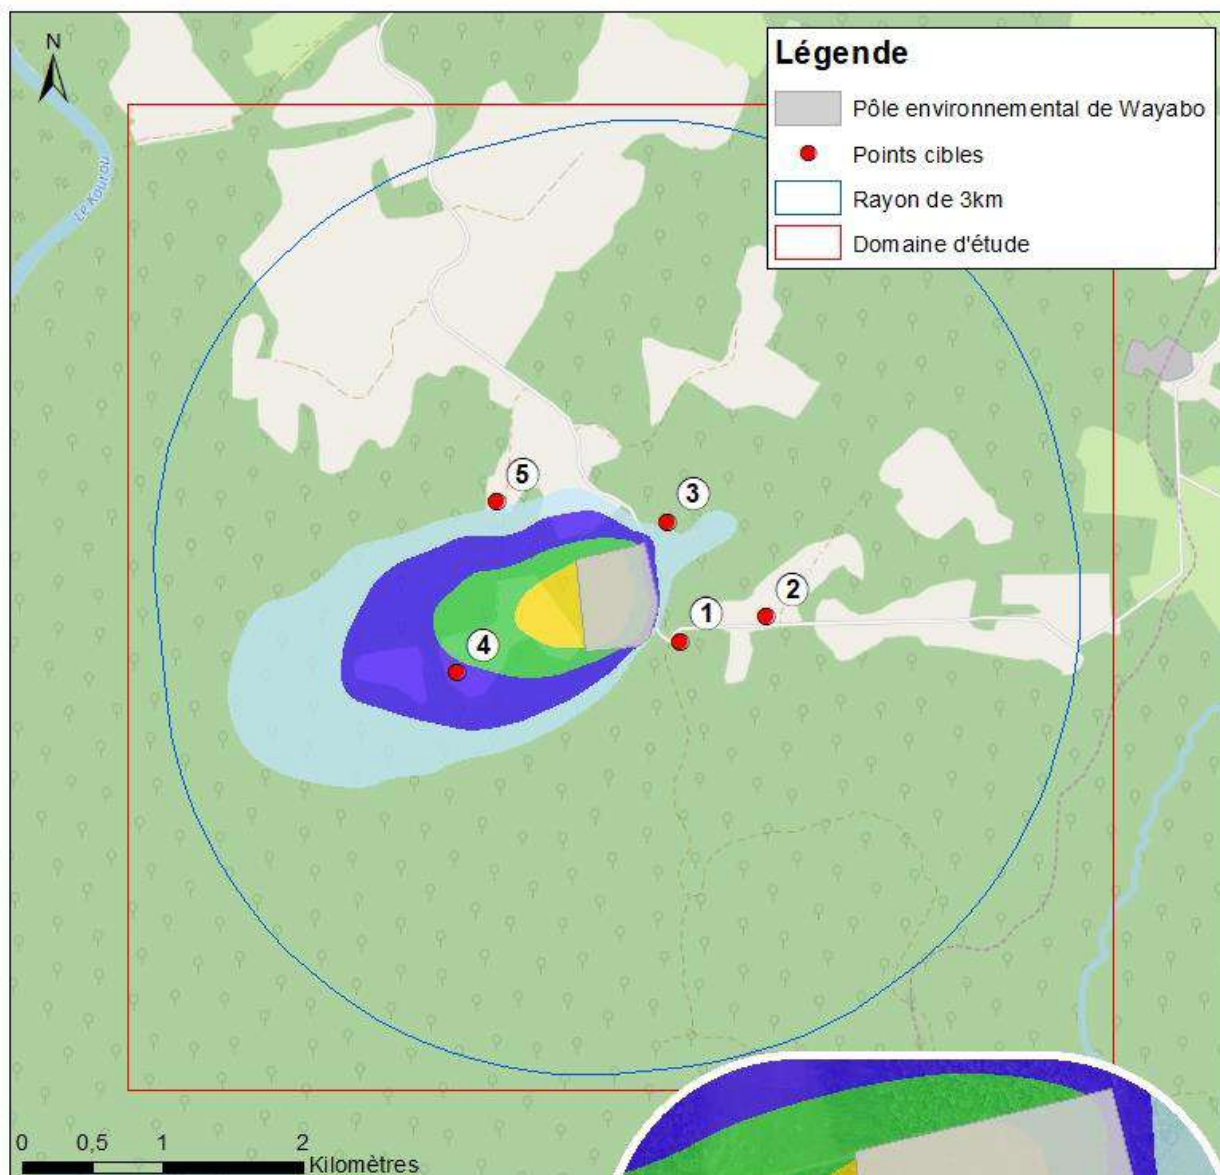 N
Légende
Pôle environnemental de Wayabo
Points cibles
Rayon de 3km
Domaine d'étude
Le Kourou
5
3
2
1
4
0 0,5 1 2
Kilomètres